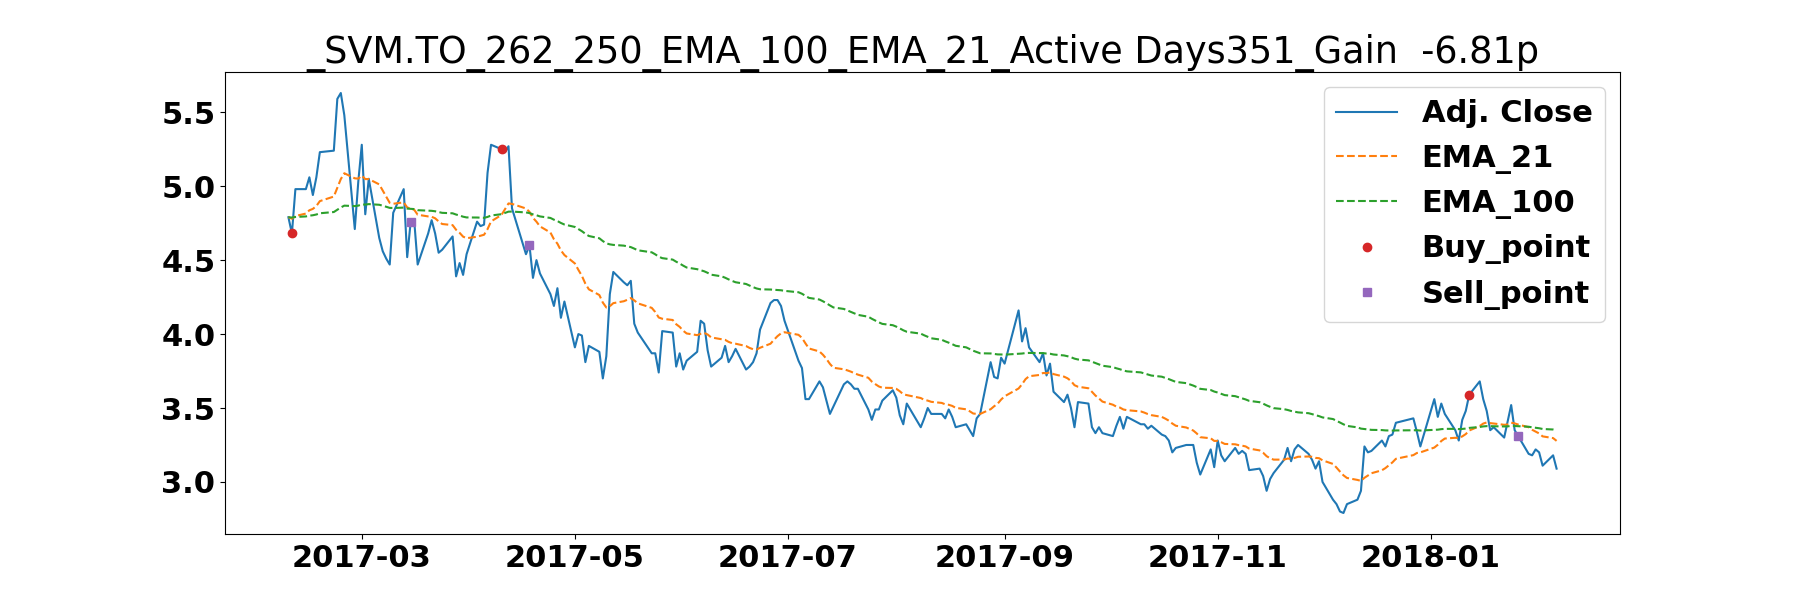 _SVM.TO_262_250_EMA_100_EMA_21_Active Days351_Gain  -6.81p
5.5
5.0
4.5
4.0
3.5
3.0
Adj. Close
EMA_21
EMA_100
Buy_point
Sell_point
2017-03 2017-05 2017-07 2017-09 2017-11 2018-01